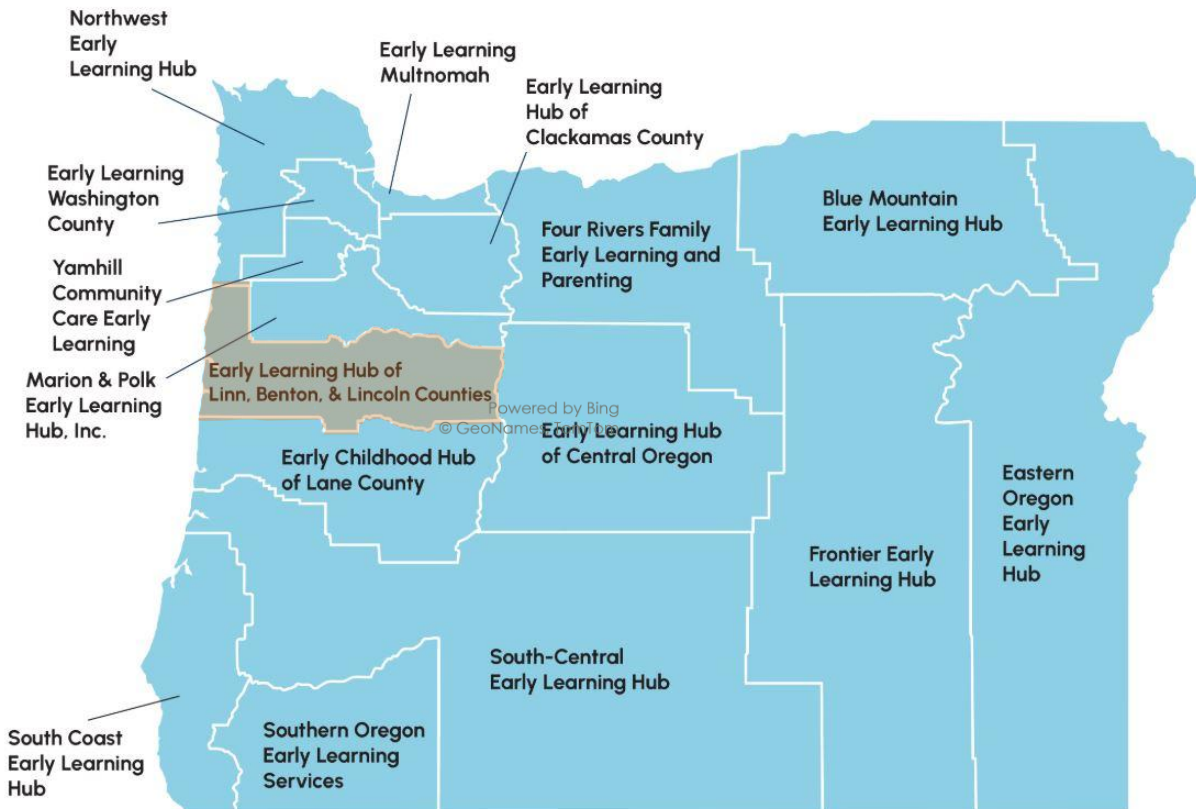 Northwest
Early
Learning Hub
Early Learning
Multnomah
Early Learning
Hub of
Clackamas County
Early Learning
Washington
County
Blue Mountain
Early Learning Hub
Four Rivers Family
Early Learning and
Parenting
Yamhill
Community
Care Early
Learning
Marion & Polk
Early Learning
Hub, Inc.
Early Learning Hub of
Linn, Benton, & Lincoln Counties
Powered by Bing
© GeoNames, TomTom
Early Learning Hub
of Central Oregon
Early Childhood Hub
of Lane County
Eastern
Oregon
Early
Learning
Hub
Frontier Early
Learning Hub
South-Central
Early Learning Hub
South Coast
Early Learning
Hub
Southern Oregon
Early Learning
Services